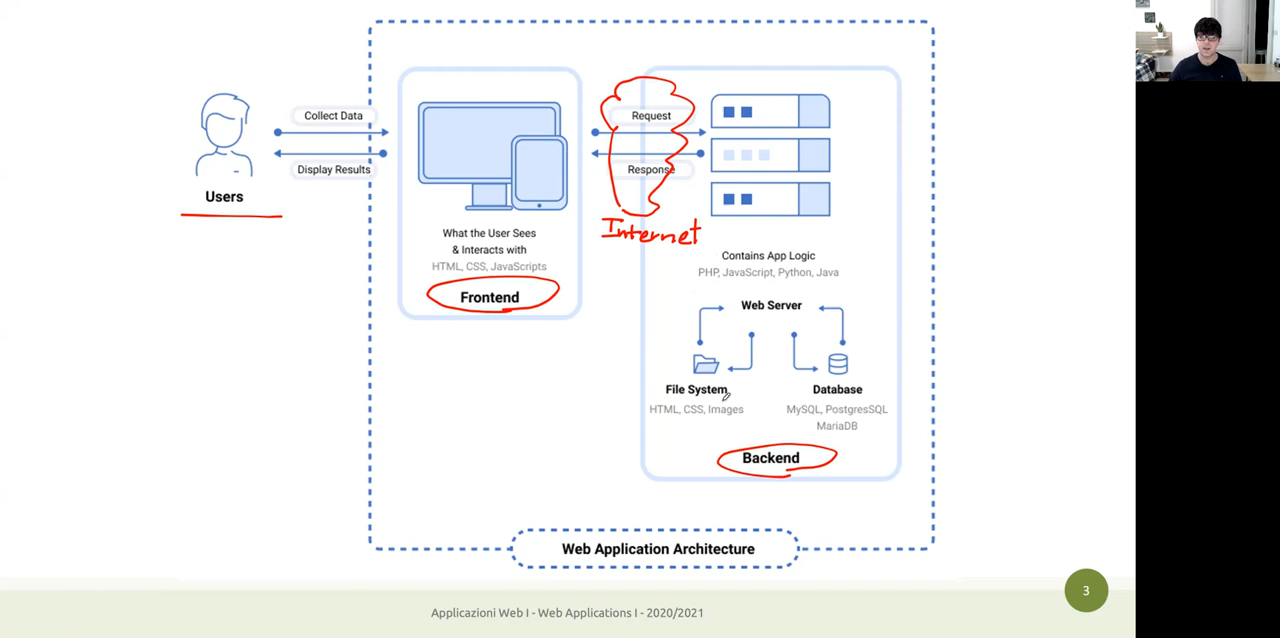 Collect Data
Display Results
Users
What the User Sees
& Interacts with
HTML, CSS, JavaScripts
Frontend
Request
Response
Internet
Contains App Logic
PHP, JavaScript, Python, Java
Web Server
File System
HTML, CSS, Images
Database
MySQL, PostgresSQL
MariaDB
Backend
Web Application Architecture
3
Applicazioni Web I - Web Applications I - 2020/2021